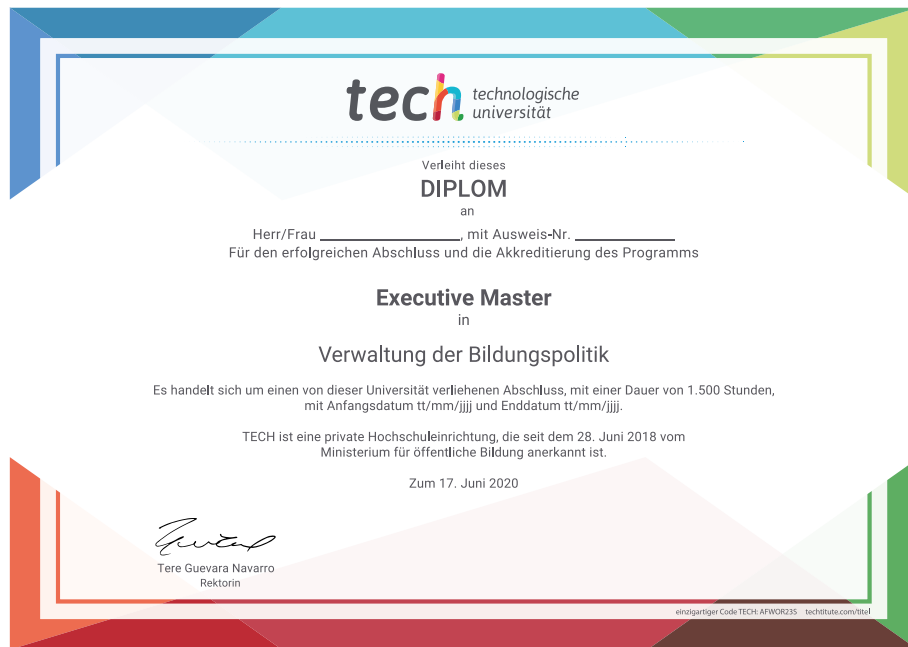 tech technologische
universität
Verleiht dieses
DIPLOM
an
Herr/Frau ____________, mit Ausweis-Nr. ____________
Für den erfolgreichen Abschluss und die Akkreditierung des Programms
Executive Master
in
Verwaltung der Bildungspolitik
Es handelt sich um einen von dieser Universität verliehenen Abschluss, mit einer Dauer von 1.500 Stunden,
mit Anfangsdatum tt/mm/jjjj und Enddatum tt/mm/jjjj.
TECH ist eine private Hochschuleinrichtung, die seit dem 28. Juni 2018 vom
Ministerium für öffentliche Bildung anerkannt ist.
Zum 17. Juni 2020
Tere Guevara Navarro
Rektorin
einzigartiger Code TECH: AFWOR235 techtitute.com/titel